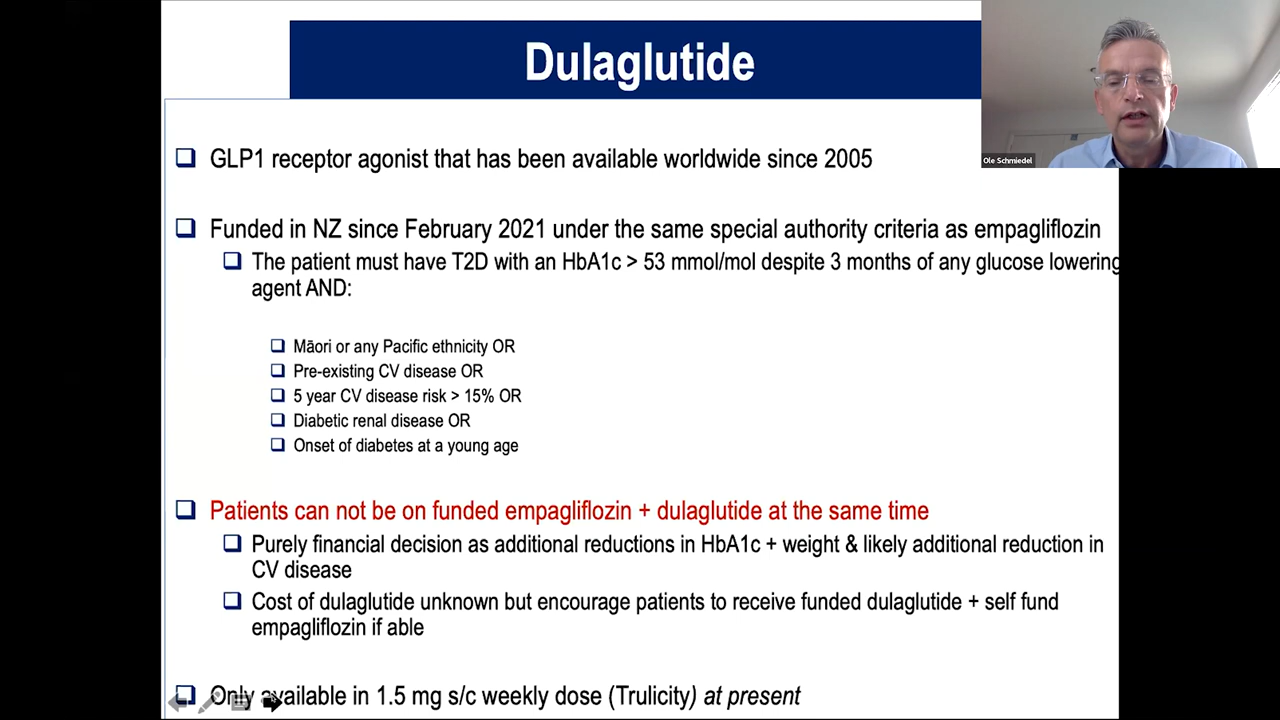 Dulaglutide
GLP1 receptor agonist that has been available worldwide since 2005
Funded in NZ since February 2021 under the same special authority criteria as empagliflozin
The patient must have T2D with an HbA1c > 53 mmol/mol despite 3 months of any glucose lowering
agent AND:
Māori or any Pacific ethnicity OR
Pre-existing CV disease OR
5 year CV disease risk > 15% OR
Diabetic renal disease OR
Onset of diabetes at a young age
Patients can not be on funded empagliflozin + dulaglutide at the same time
Purely financial decision as additional reductions in HbA1c + weight & likely additional reduction in
CV disease
Cost of dulaglutide unknown but encourage patients to receive funded dulaglutide + self fund
empagliflozin if able
Only available in 1.5 mg s/c weekly dose (Trulicity) at present
Ole Schmiedel